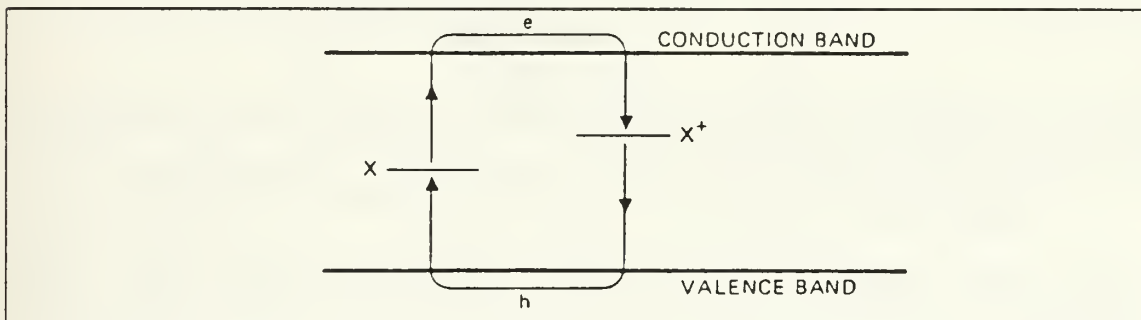 e
CONDUCTION BAND
X⁺
X
VALENCE BAND
h